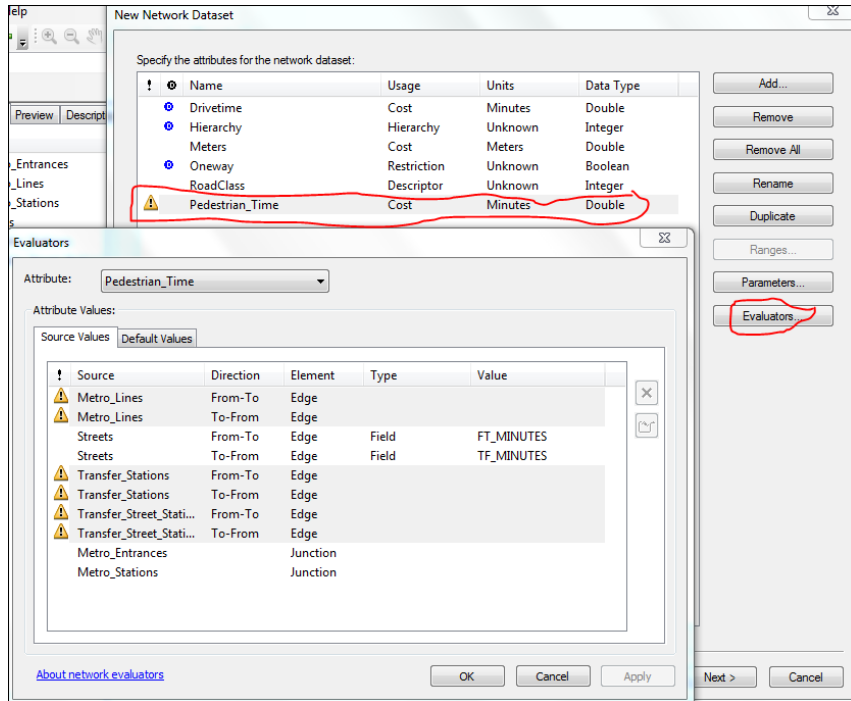 Help
New Network Dataset
Specify the attributes for the network dataset:
! Name Usage Units Data Type
Drivetime Cost Minutes Double
Hierarchy Hierarchy Unknown Integer
Meters Cost Meters Double
Oneway Restriction Unknown Boolean
RoadClass Descriptor Unknown Integer
Pedestrian_Time Cost Minutes Double
Add...
Remove
Remove All
Rename
Duplicate
Ranges...
Parameters...
Evaluators...
Preview Descript
_Entrances
_Lines
_Stations
s
Evaluators
Attribute: Pedestrian_Time
Attribute Values:
Source Values Default Values
! Source Direction Element Type Value
Metro_Lines From-To Edge
Metro_Lines To-From Edge
Streets From-To Edge Field FT_MINUTES
Streets To-From Edge Field TF_MINUTES
Transfer_Stations From-To Edge
Transfer_Stations To-From Edge
Transfer_Street_Stati... From-To Edge
Transfer_Street_Stati... To-From Edge
Metro_Entrances Junction
Metro_Stations Junction
About network evaluators
OK Cancel Apply
Next > Cancel